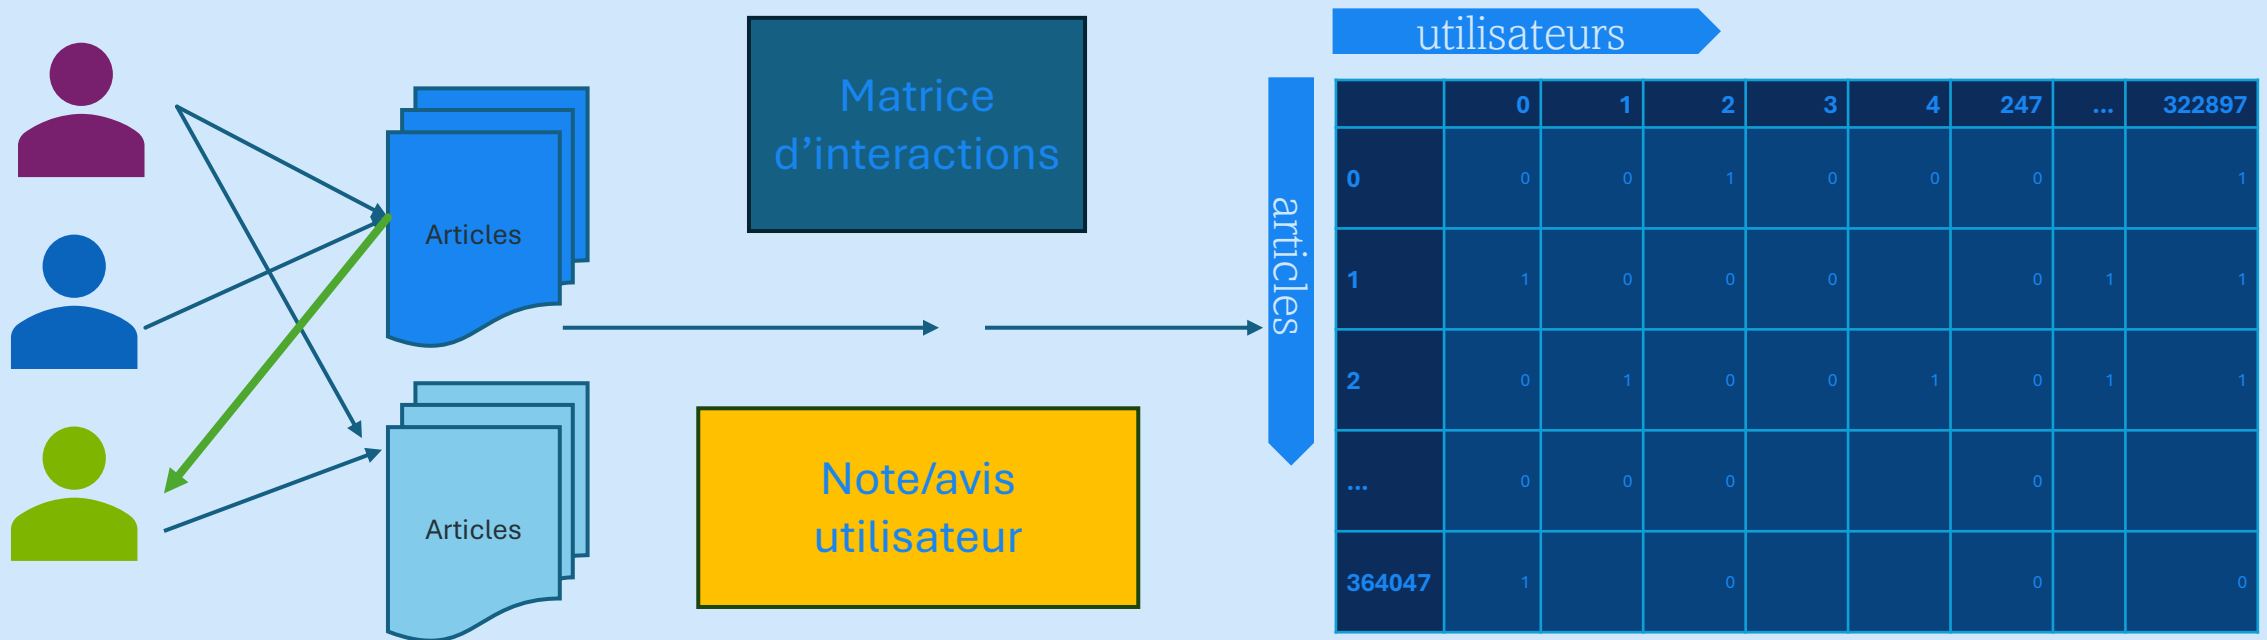 Articles
Articles
Matrice
d'interactions
Note/avis
utilisateur
utilisateurs
articles
0 1 2 3 4 247 ... 322897
0 0 0 1 0 0 0 1
1 1 0 0 0 0 1 1
2 0 1 0 0 1 0 1 1
... 0 0 0 0
364047 1 0 0 0